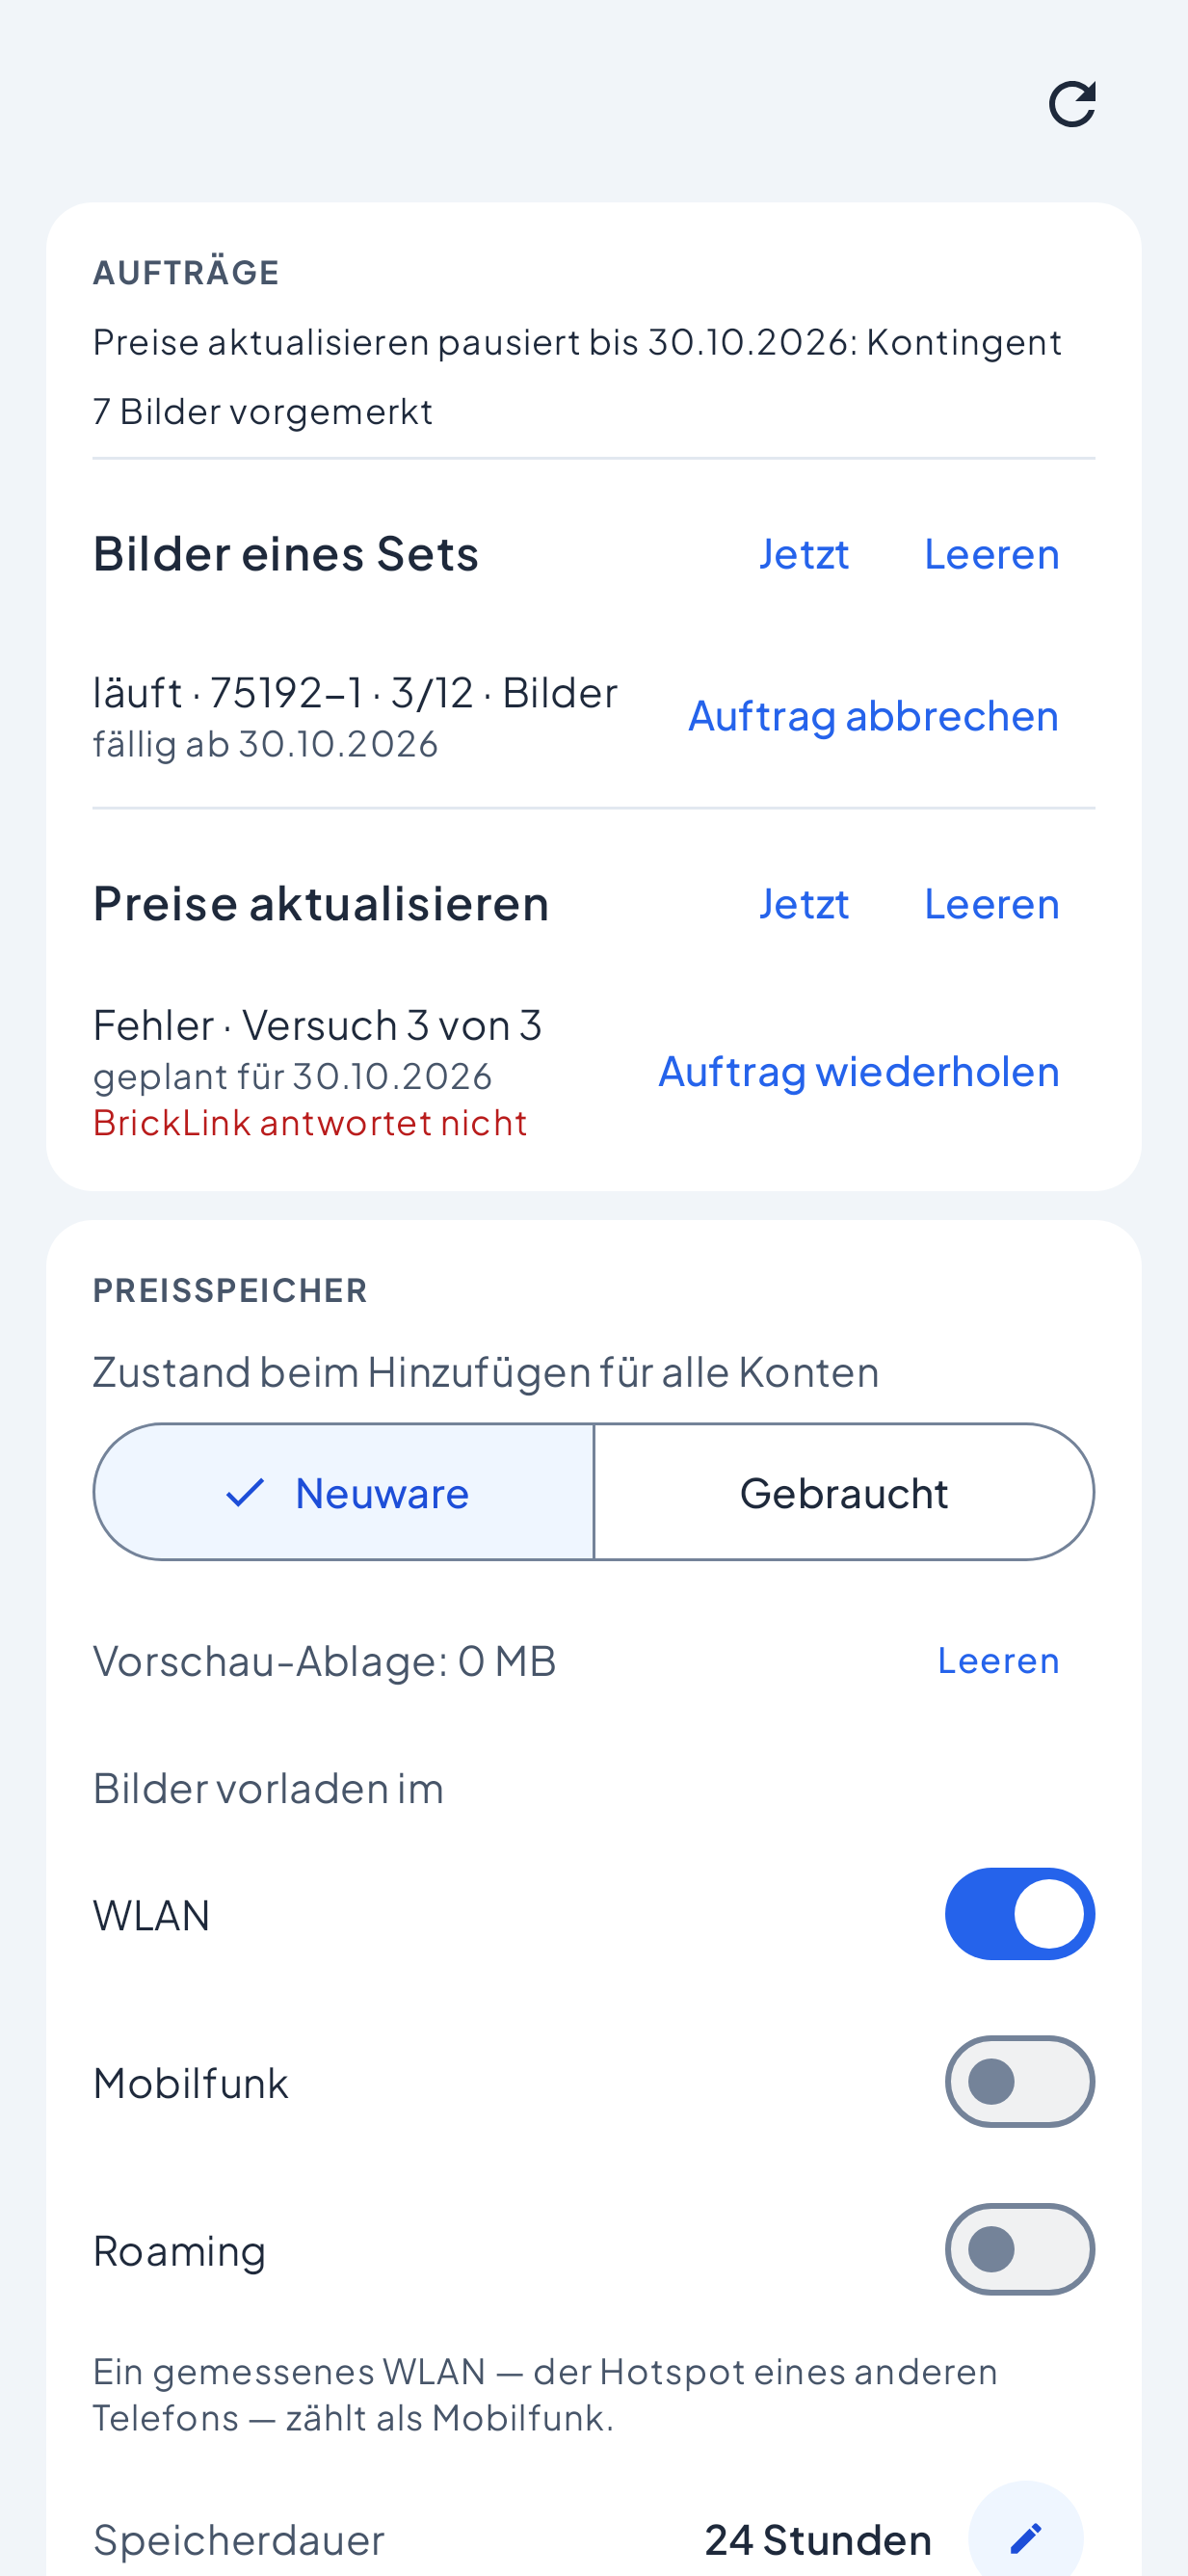 AUFTRÄGE
Preise aktualisieren pausiert bis 30.10.2026: Kontingent
7 Bilder vorgemerkt
Bilder eines Sets Jetzt Leeren
läuft · 75192–1 · 3/12 · Bilder
fällig ab 30.10.2026
Auftrag abbrechen
Preise aktualisieren Jetzt Leeren
Fehler · Versuch 3 von 3
geplant für 30.10.2026
BrickLink antwortet nicht
Auftrag wiederholen
PREISSPEICHER
Zustand beim Hinzufügen für alle Konten
Neuware Gebraucht
Vorschau-Ablage: 0 MB Leeren
Bilder vorladen im
WLAN
Mobilfunk
Roaming
Ein gemessenes WLAN — der Hotspot eines anderen
Telefons — zählt als Mobilfunk.
Speicherdauer 24 Stunden